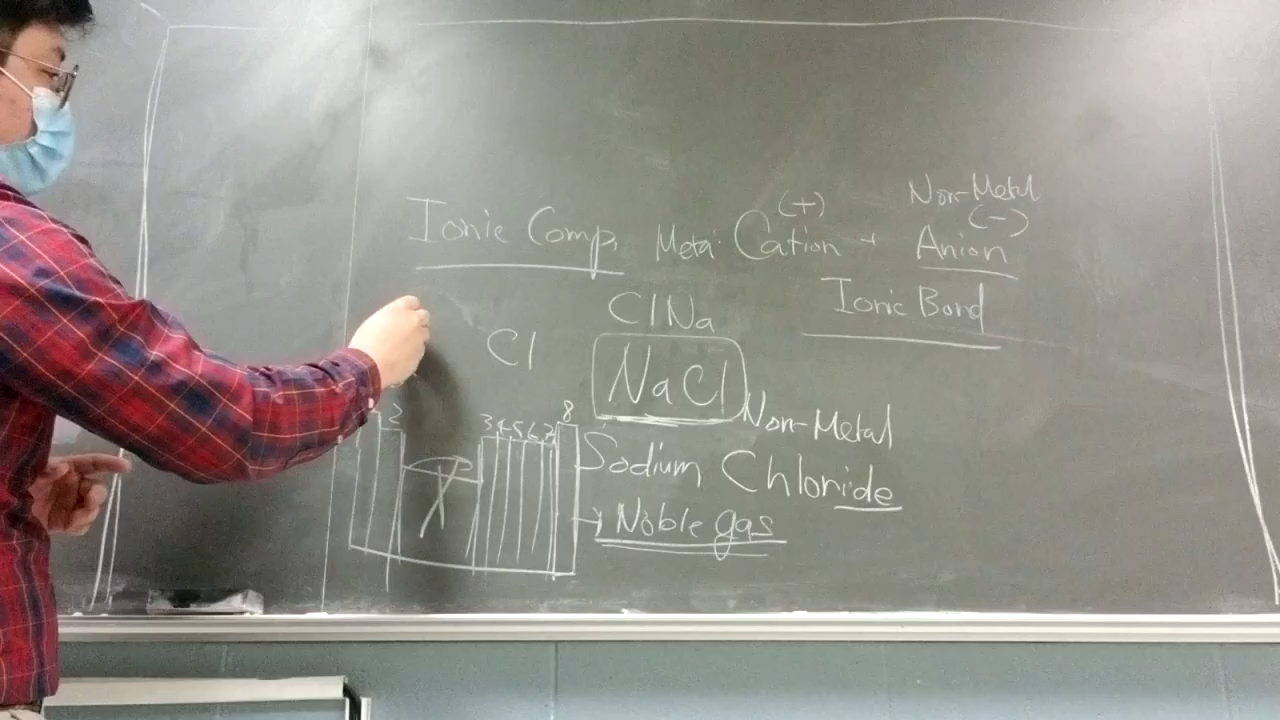 Non-Metal
(+) (-)
Ionic Comp. Metal Cation + Anion
Ionic Bond
ClNa
Cl
NaCl
Non-Metal
2 3 4 5 6 7 8
Sodium Chloride
→ Noble gas